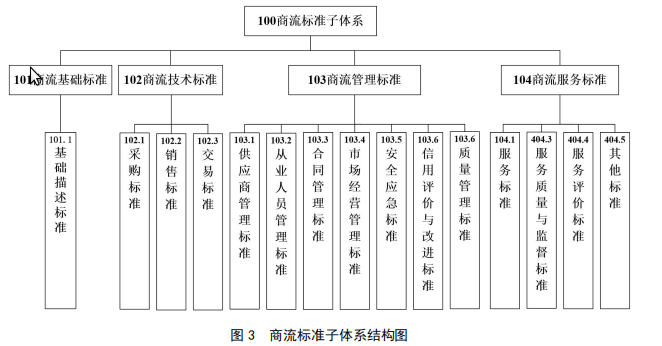 100商流标准子体系
101商流基础标准
102商流技术标准
103商流管理标准
104商流服务标准
101.1
基础描述标准
102.1
采购标准
102.2
销售标准
102.3
交易标准
103.1
供应商管理标准
103.2
从业人员管理标准
103.3
合同管理标准
103.4
市场经营管理标准
103.5
安全应急标准
103.6
信用评价与改进标准
103.6
质量管理标准
104.1
服务标准
404.3
服务质量与监督标准
404.4
服务评价标准
404.5
其他标准
图 3 商流标准子体系结构图